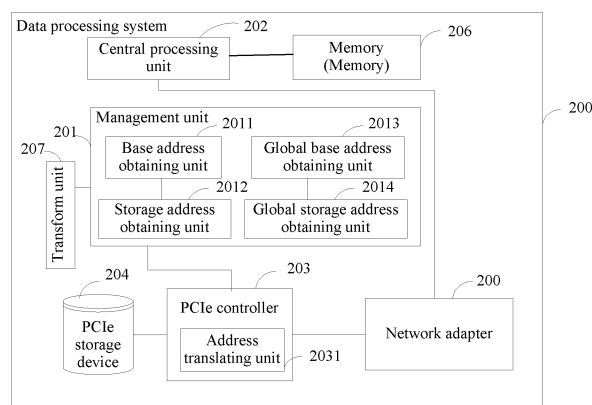 Data processing system
202
Central processing
unit
Memory
(Memory)
206
200
Management unit
201
207
Transform unit
2011
Base address
obtaining unit
2013
Global base address
obtaining unit
2012
Storage address
obtaining unit
2014
Global storage address
obtaining unit
204
PCIe
storage
device
203
PCIe controller
Address
translating unit
2031
200
Network adapter